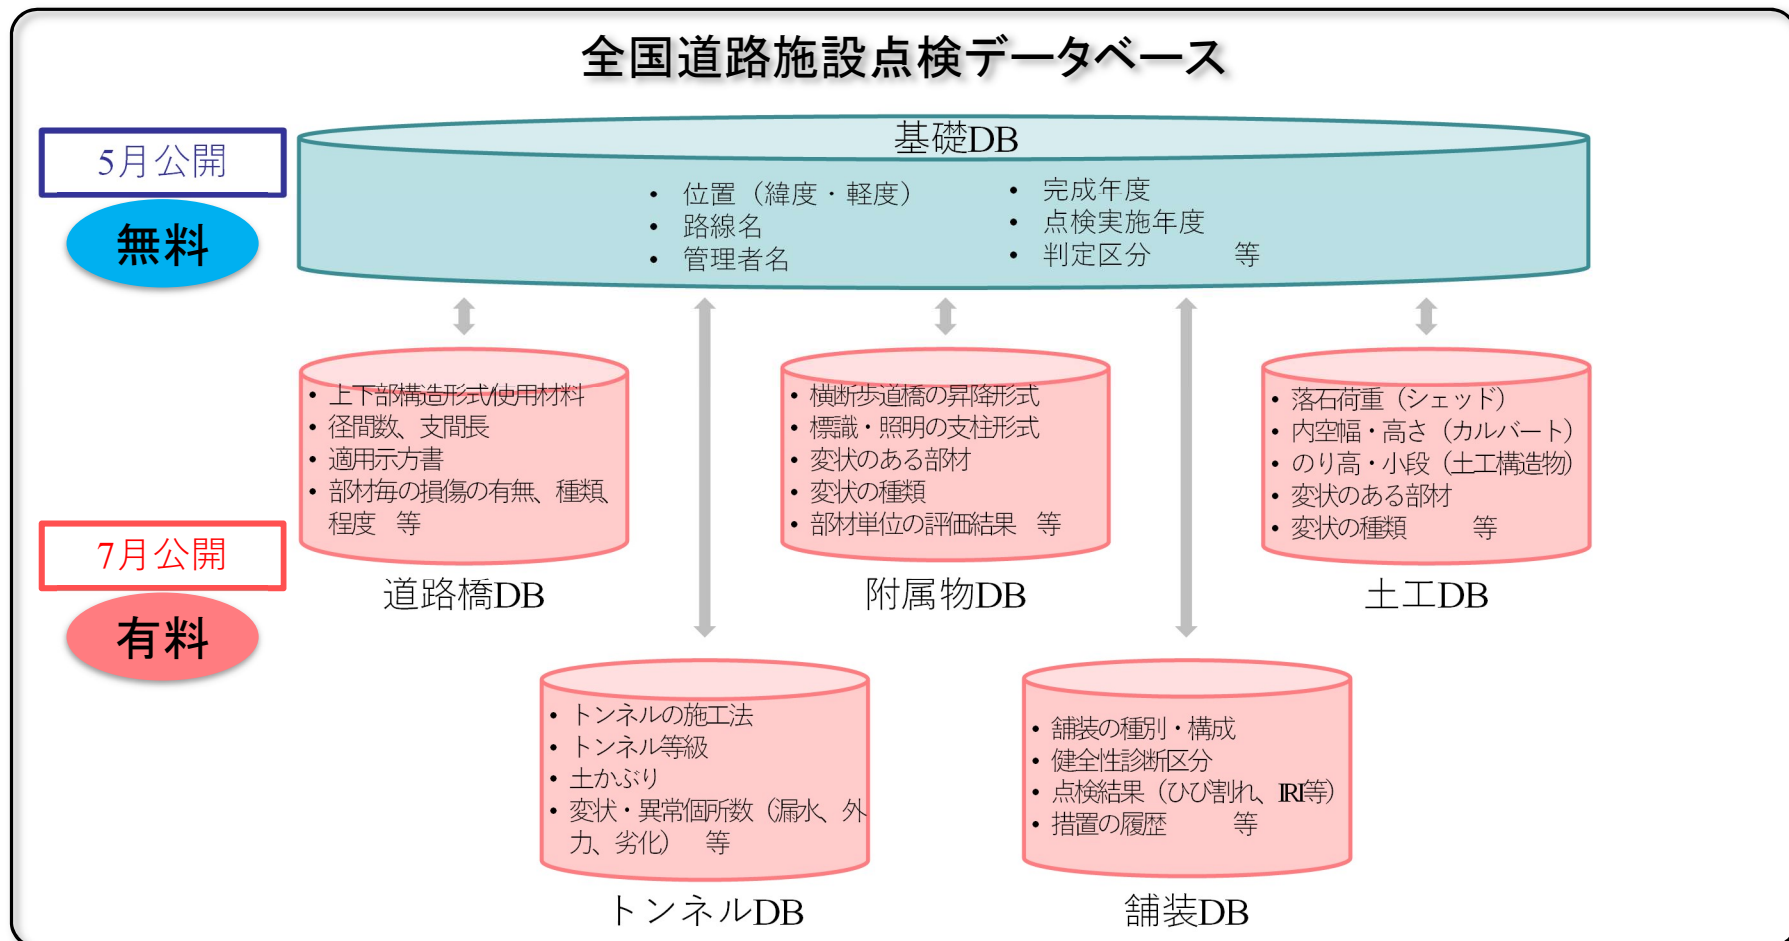 全国道路施設点検データベース
5月公開
無料
基礎DB
• 位置（緯度・軽度）
• 路線名
• 管理者名
• 完成年度
• 点検実施年度
• 判定区分　　　等
• 上下部構造形式/使用材料
• 径間数、支間長
• 適用示方書
• 部材毎の損傷の有無、種類、
程度　等
道路橋DB
• 横断歩道橋の昇降形式
• 標識・照明の支柱形式
• 変状のある部材
• 変状の種類
• 部材単位の評価結果　等
附属物DB
• 落石荷重（シェッド）
• 内空幅・高さ（カルバート）
• のり高・小段（土工構造物）
• 変状のある部材
• 変状の種類　　　等
土工DB
7月公開
有料
• トンネルの施工法
• トンネル等級
• 土かぶり
• 変状・異常個所数（漏水、外
力、劣化）　等
トンネルDB
• 舗装の種別・構成
• 健全性診断区分
• 点検結果（ひび割れ、IRI等）
• 措置の履歴　　　等
舗装DB